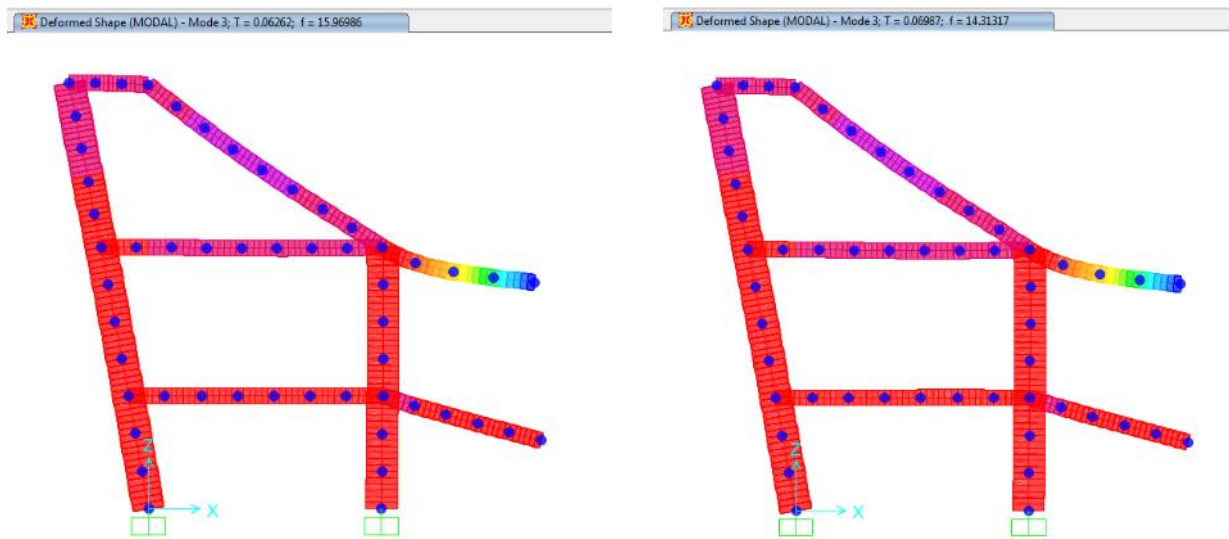 Deformed Shape (MODAL) - Mode 3; T = 0.06262; f = 15.96986
Deformed Shape (MODAL) - Mode 3; T = 0.06987; f = 14.31317
Z
X
Z
X